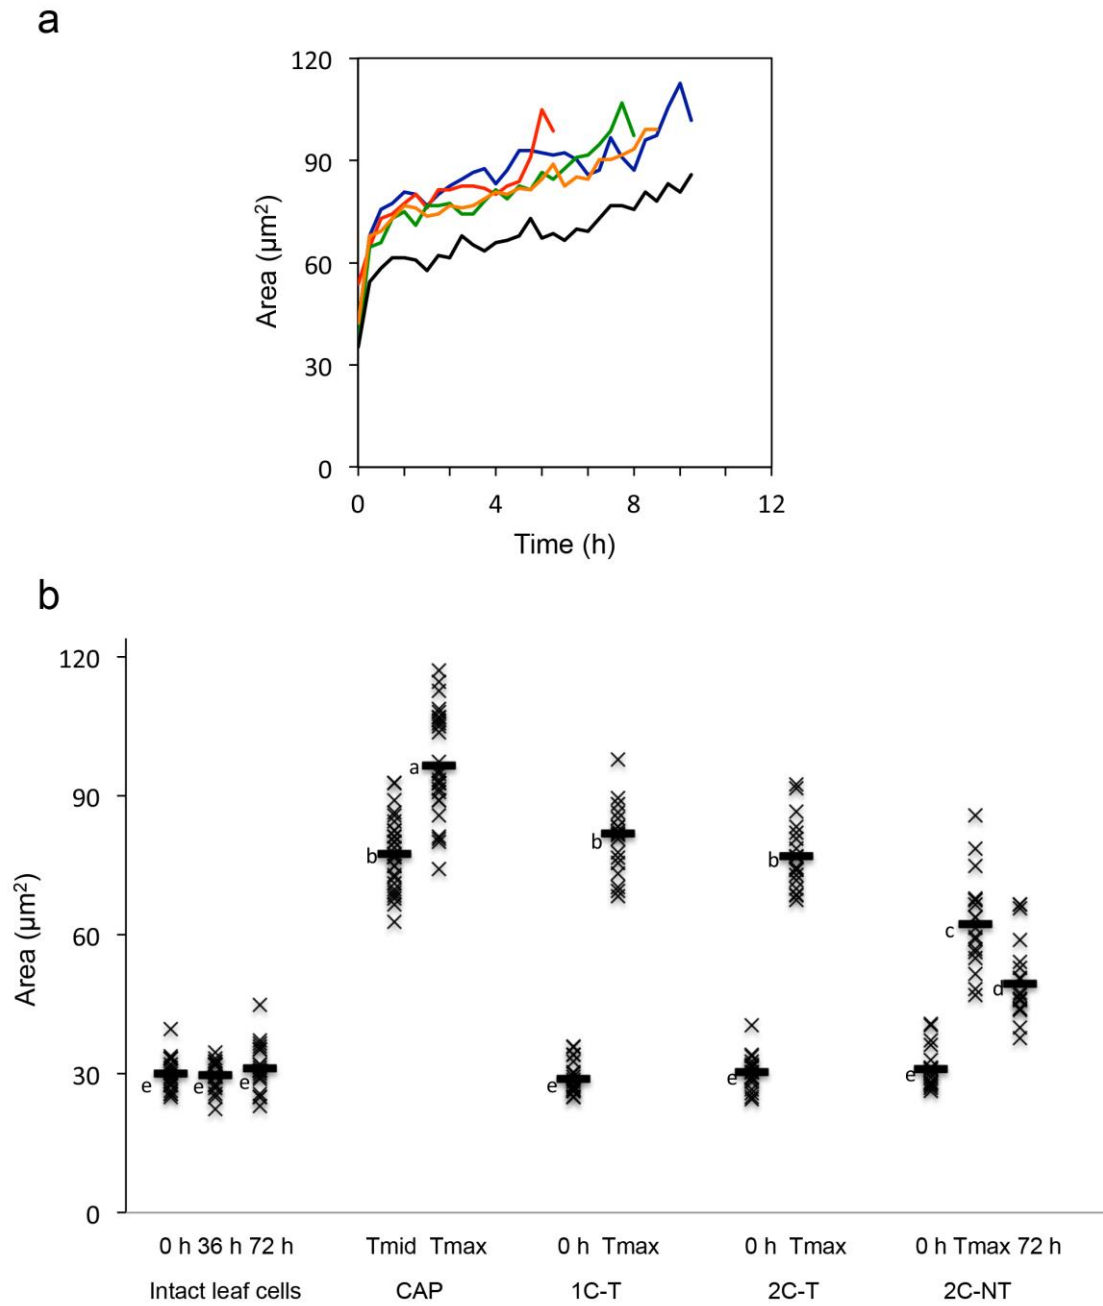 a
120
90
60
30
0
Area (µm²)
0 4 8 12
Time (h)
b
120
90
60
30
0
Area (µm²)
e e e b a e b e b e c d
0 h 36 h 72 h Tmid Tmax 0 h Tmax 0 h Tmax 0 h Tmax 72 h
Intact leaf cells CAP 1C-T 2C-T 2C-NT